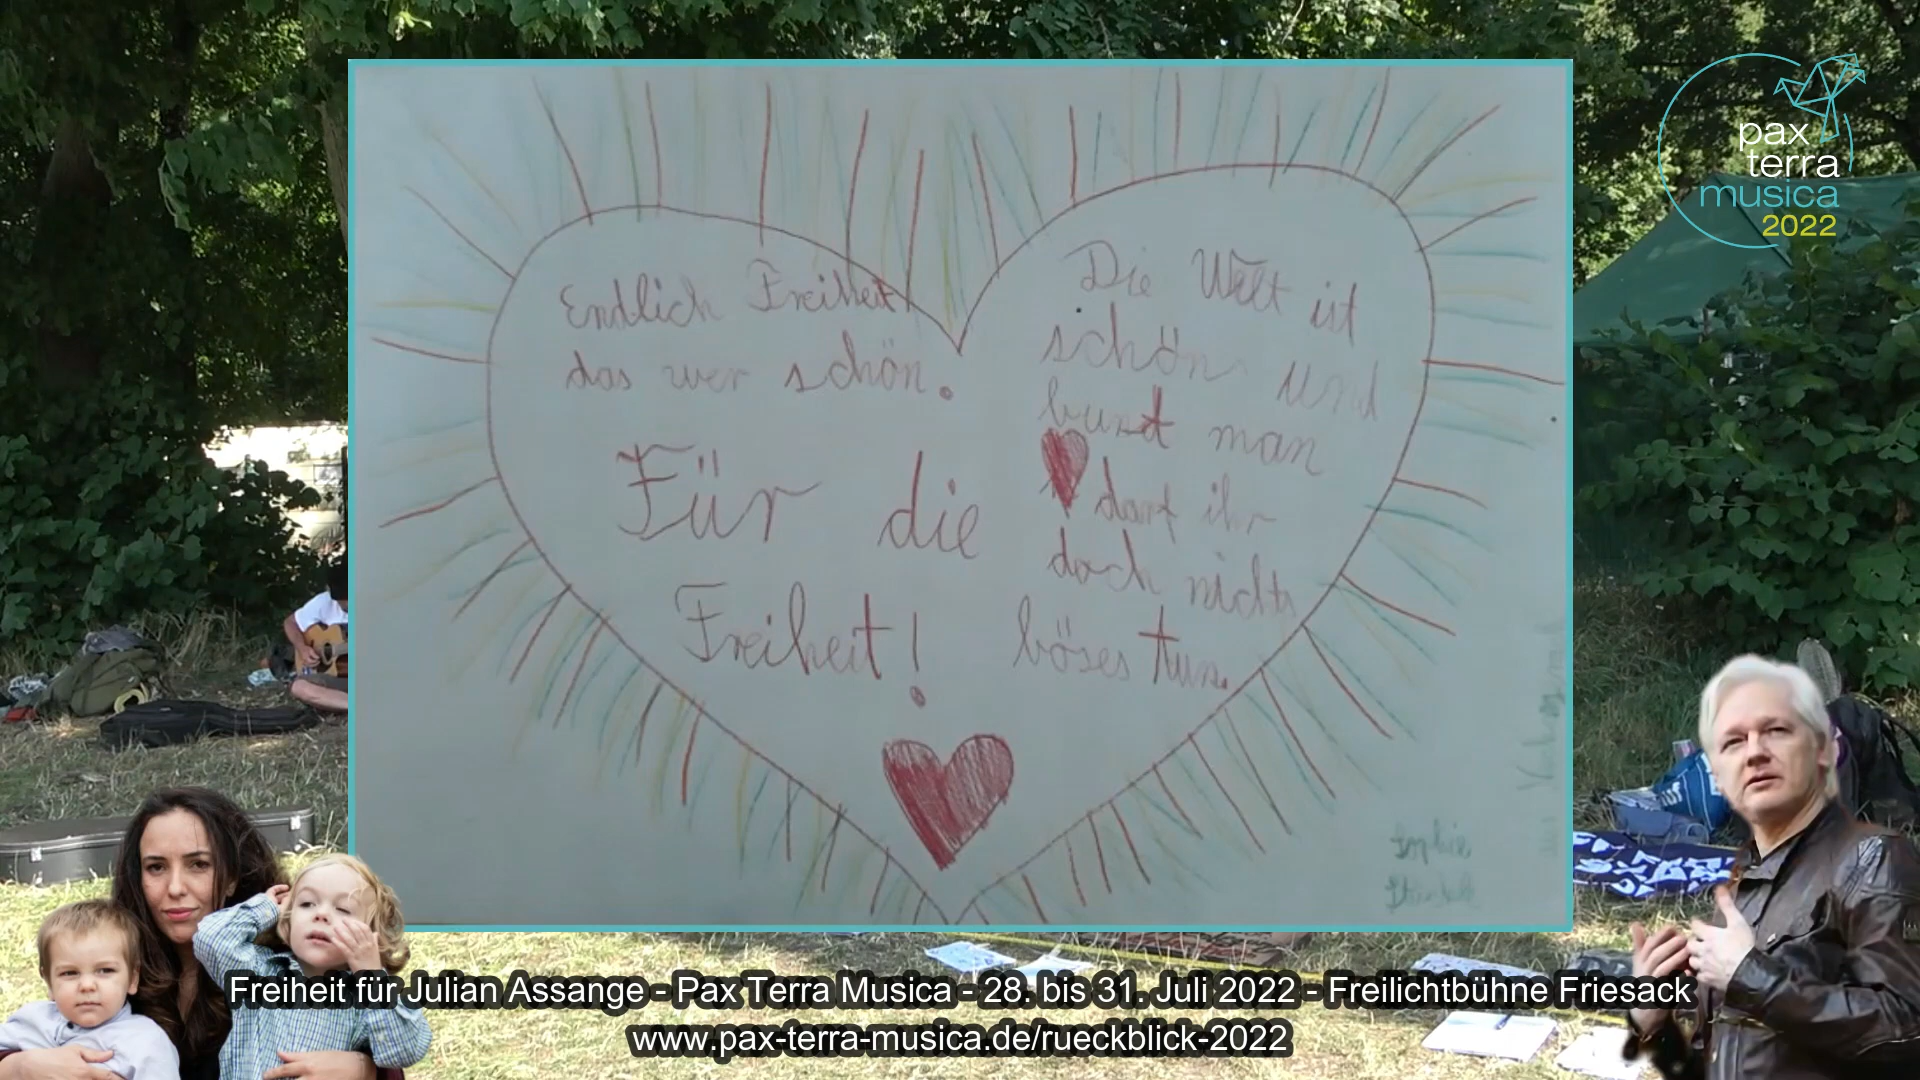 pax
terra
musica
2022
Endlich Freiheit
das wer schön.
Für die
Freiheit!
Die Welt ist
schön und
bunt man
darf ihr
doch nichts
böses tun.
Sophie
Freiheit für Julian Assange - Pax Terra Musica - 28. bis 31. Juli 2022 - Freilichtbühne Friesack
www.pax-terra-musica.de/rueckblick-2022